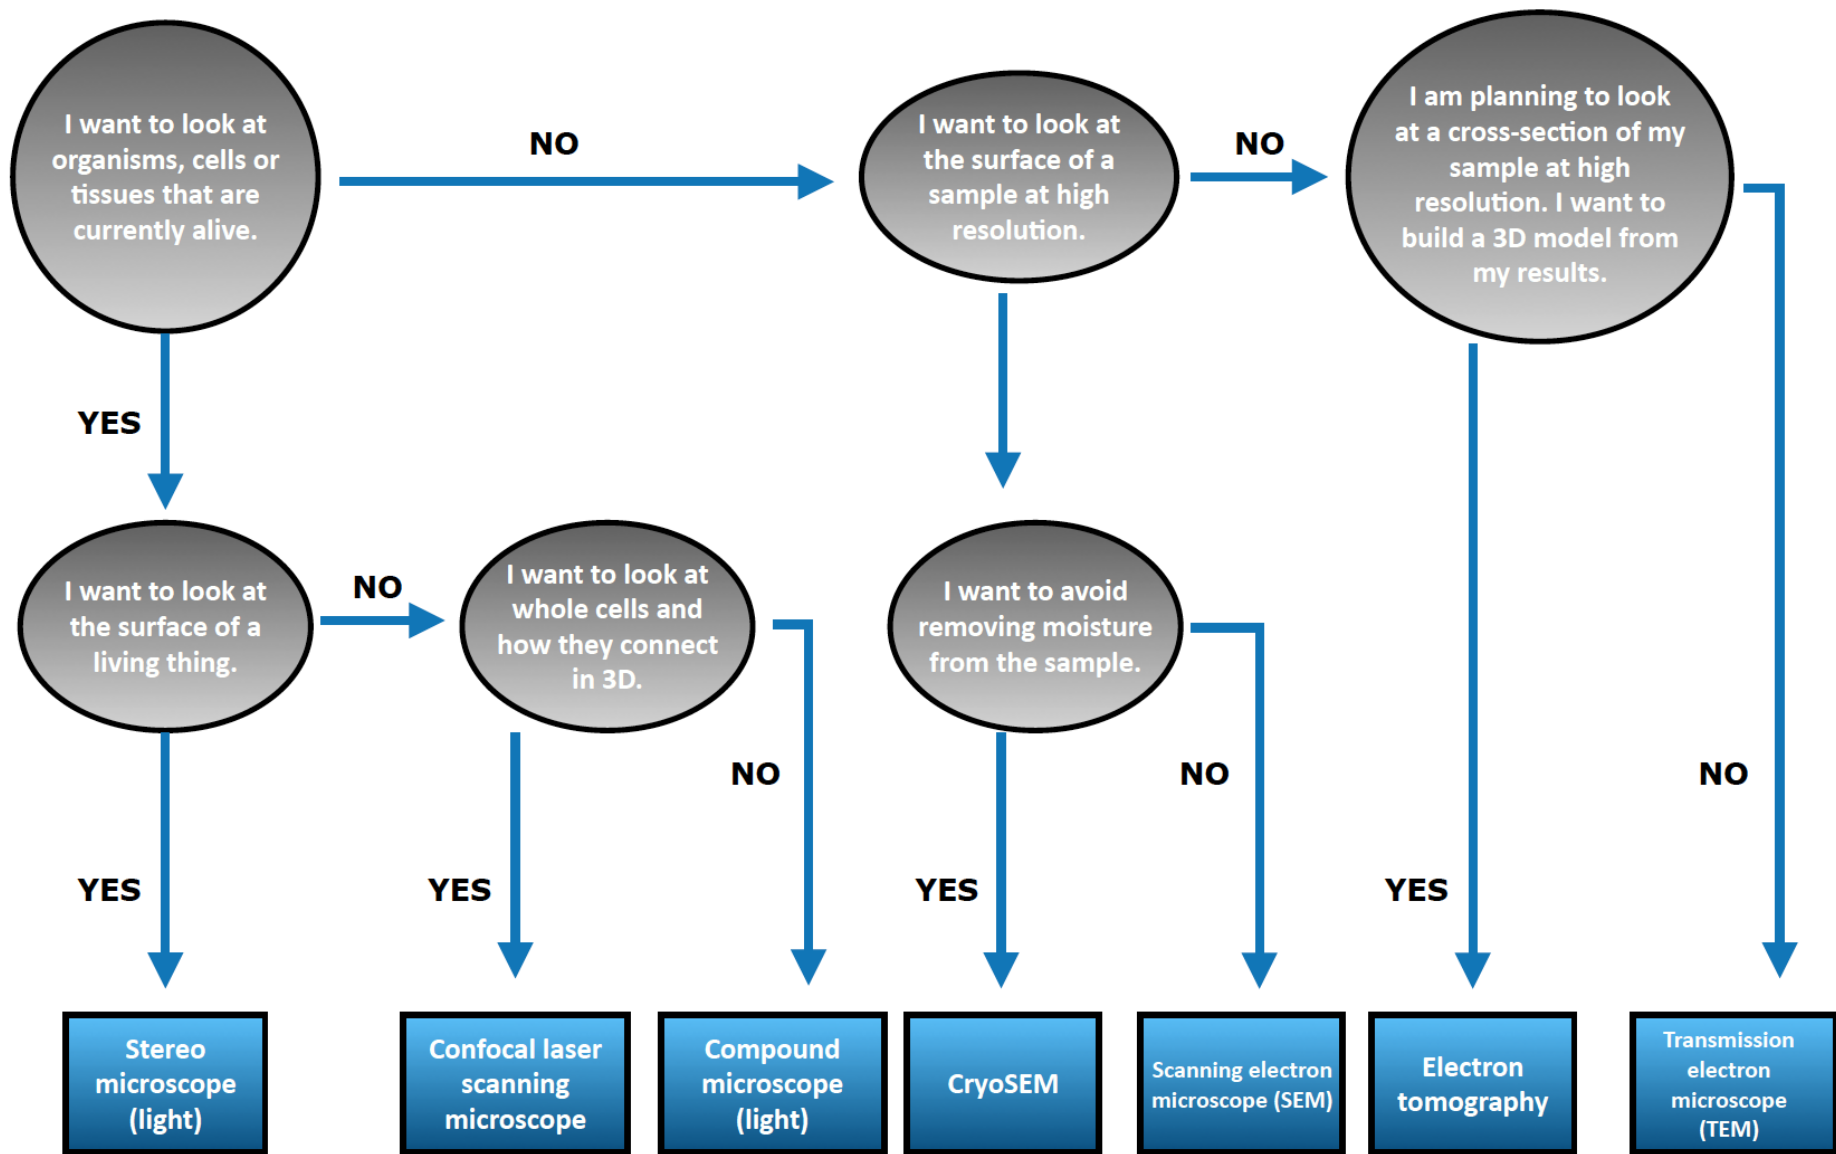 I want to look at
organisms, cells or
tissues that are
currently alive.
NO
I want to look at
the surface of a
sample at high
resolution.
NO
I am planning to look
at a cross-section of my
sample at high
resolution. I want to
build a 3D model from
my results.
YES
I want to look at
the surface of a
living thing.
NO
I want to look at
whole cells and
how they connect
in 3D.
I want to avoid
removing moisture
from the sample.
NO
NO
NO
YES
YES
YES
YES
Stereo
microscope
(light)
Confocal laser
scanning
microscope
Compound
microscope
(light)
CryoSEM
Scanning electron
microscope (SEM)
Electron
tomography
Transmission
electron
microscope
(TEM)